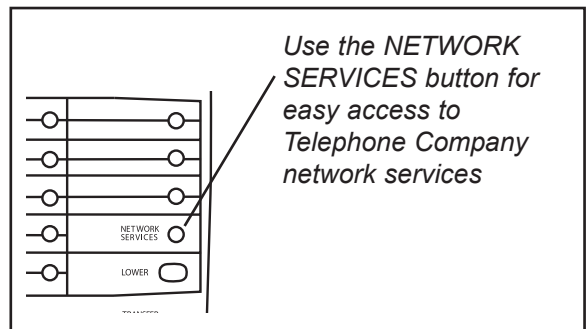 Use the NETWORK
SERVICES button for
easy access to
Telephone Company
network services
NETWORK
SERVICES
LOWER